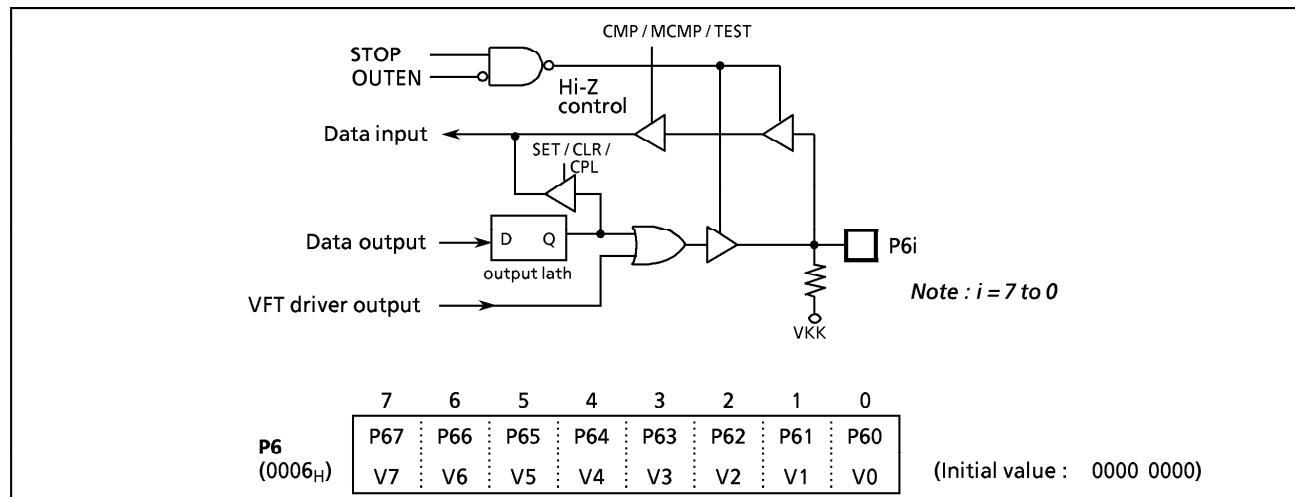 CMP / MCMP / TEST
STOP
OUTEN
Hi-Z
control
Data input
SET / CLR /
CPL
Data output
D Q
P6i
output lath
VFT driver output
Note : i = 7 to 0
VKK
7 6 5 4 3 2 1 0
P6
(0006H)
P67 P66 P65 P64 P63 P62 P61 P60
V7 V6 V5 V4 V3 V2 V1 V0
(Initial value : 0000 0000)